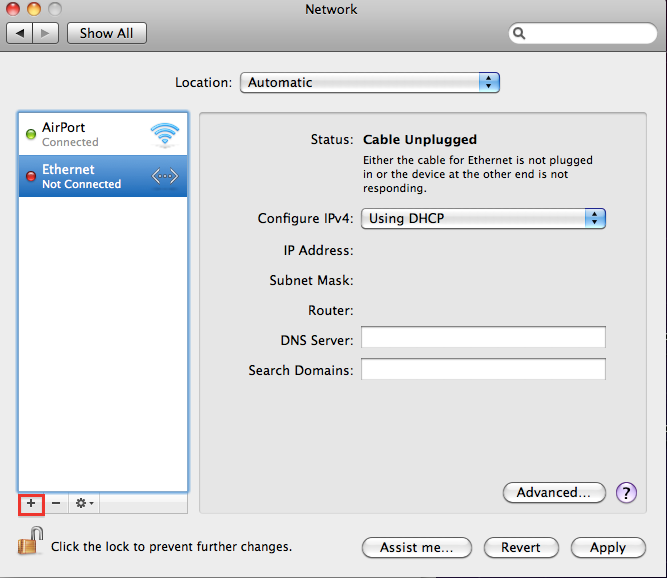 Network
Show All
Location: Automatic
AirPort
Connected
Ethernet
Not Connected
Status: Cable Unplugged
Either the cable for Ethernet is not plugged
in or the device at the other end is not
responding.
Configure IPv4: Using DHCP
IP Address:
Subnet Mask:
Router:
DNS Server:
Search Domains:
+ −
Advanced... ?
Click the lock to prevent further changes.
Assist me... Revert Apply